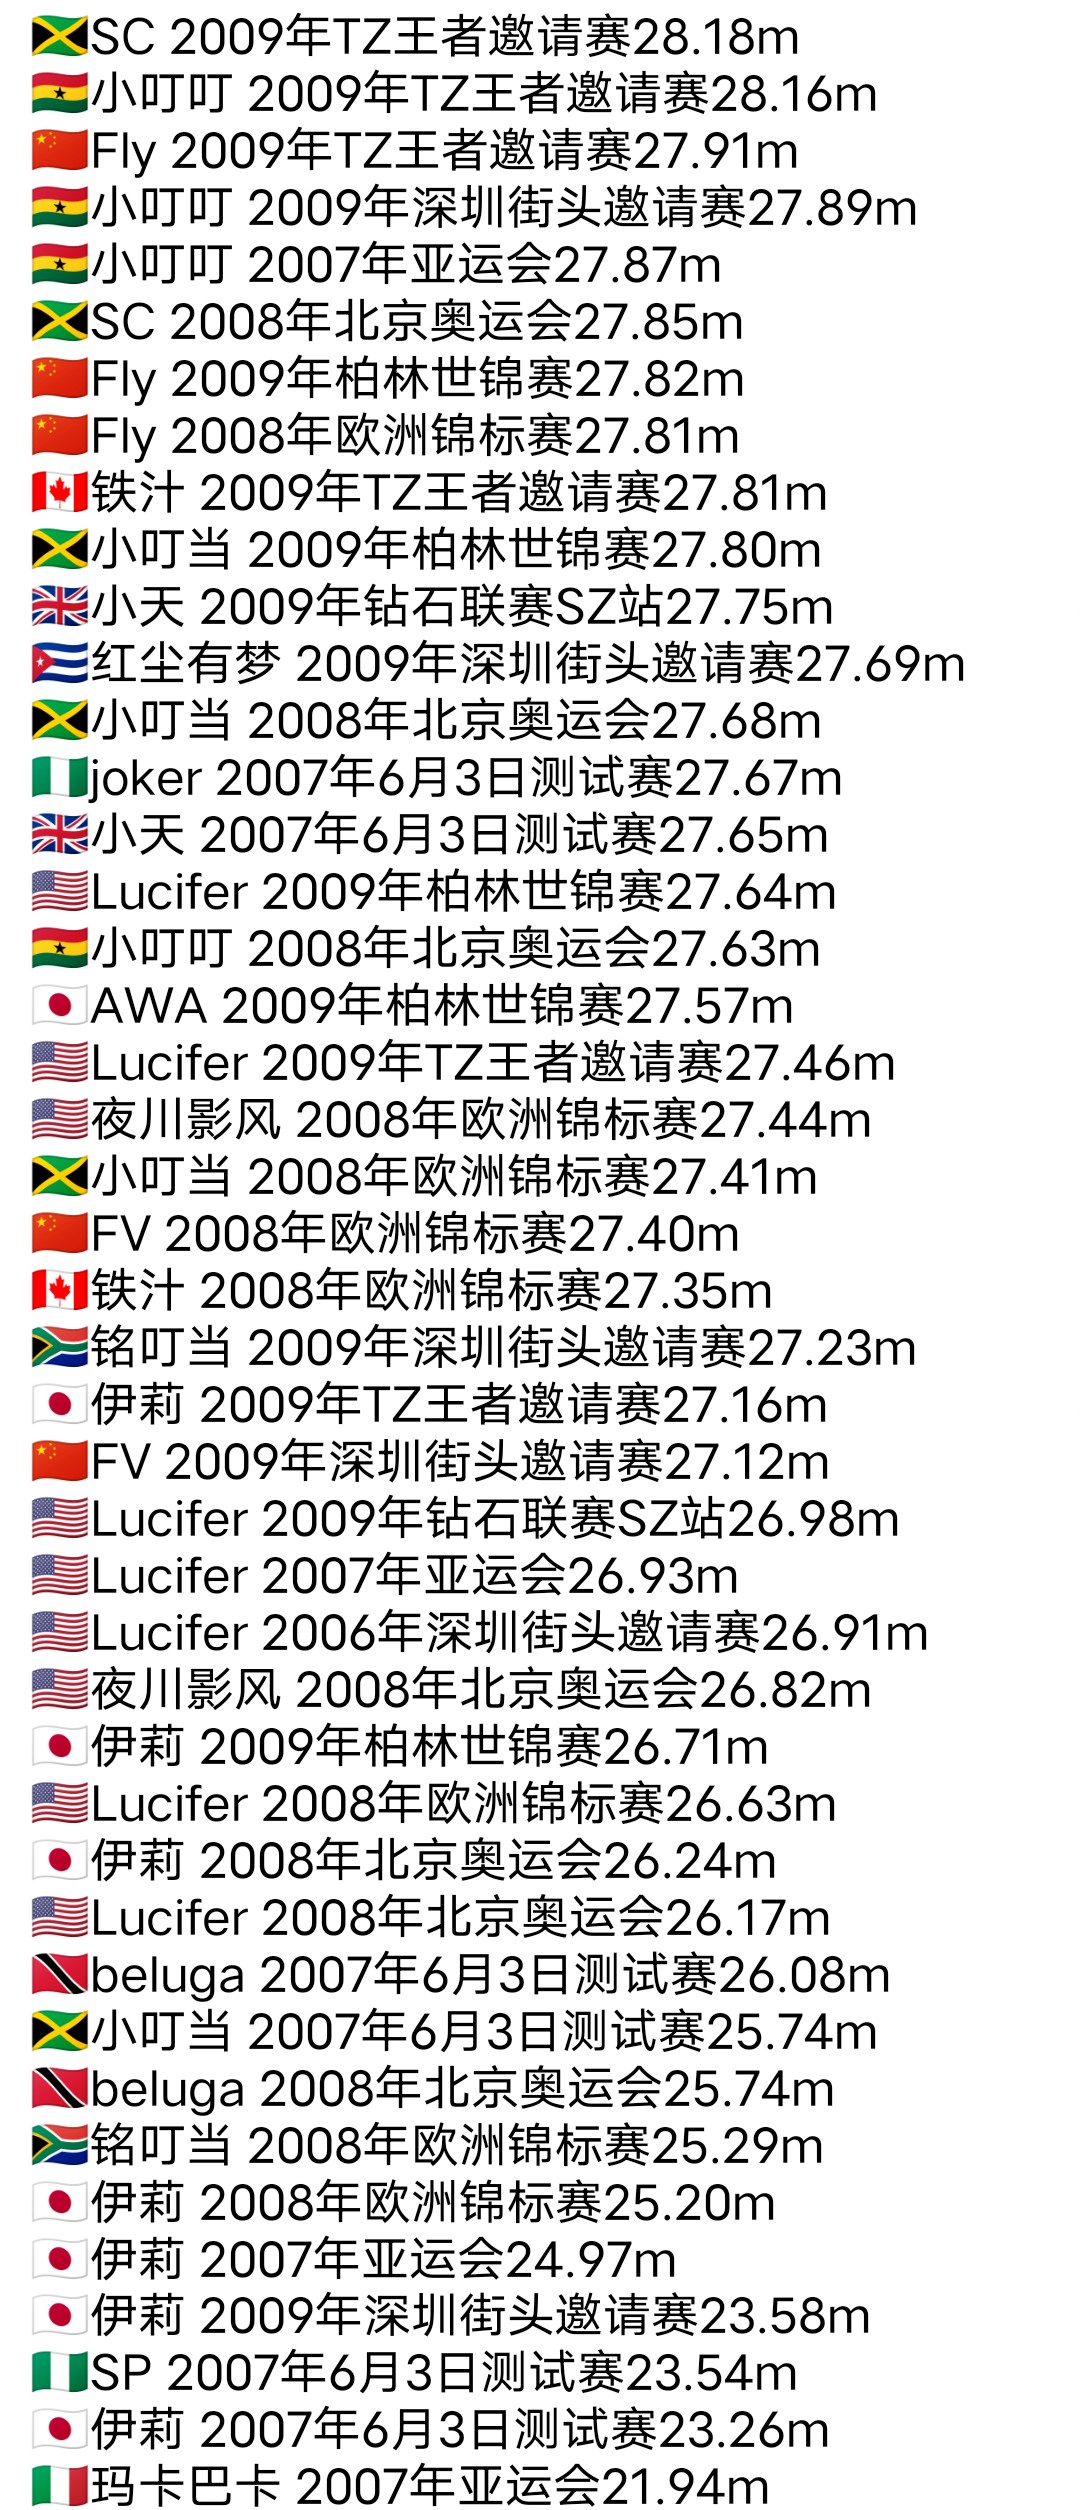 🇯🇲SC 2009年TZ王者邀请赛28.18m
🇬🇭小叮叮 2009年TZ王者邀请赛28.16m
🇨🇳Fly 2009年TZ王者邀请赛27.91m
🇬🇭小叮叮 2009年深圳街头邀请赛27.89m
🇬🇭小叮叮 2007年亚运会27.87m
🇯🇲SC 2008年北京奥运会27.85m
🇨🇳Fly 2009年柏林世锦赛27.82m
🇨🇳Fly 2008年欧洲锦标赛27.81m
🇨🇦铁汁 2009年TZ王者邀请赛27.81m
🇯🇲小叮当 2009年柏林世锦赛27.80m
🇬🇧小天 2009年钻石联赛SZ站27.75m
🇨🇺红尘有梦 2009年深圳街头邀请赛27.69m
🇯🇲小叮当 2008年北京奥运会27.68m
🇳🇬joker 2007年6月3日测试赛27.67m
🇬🇧小天 2007年6月3日测试赛27.65m
🇺🇸Lucifer 2009年柏林世锦赛27.64m
🇬🇭小叮叮 2008年北京奥运会27.63m
🇯🇵AWA 2009年柏林世锦赛27.57m
🇺🇸Lucifer 2009年TZ王者邀请赛27.46m
🇺🇸夜川影风 2008年欧洲锦标赛27.44m
🇯🇲小叮当 2008年欧洲锦标赛27.41m
🇨🇳FV 2008年欧洲锦标赛27.40m
🇨🇦铁汁 2008年欧洲锦标赛27.35m
🇿🇦铭叮当 2009年深圳街头邀请赛27.23m
🇯🇵伊莉 2009年TZ王者邀请赛27.16m
🇨🇳FV 2009年深圳街头邀请赛27.12m
🇺🇸Lucifer 2009年钻石联赛SZ站26.98m
🇺🇸Lucifer 2007年亚运会26.93m
🇺🇸Lucifer 2006年深圳街头邀请赛26.91m
🇺🇸夜川影风 2008年北京奥运会26.82m
🇯🇵伊莉 2009年柏林世锦赛26.71m
🇺🇸Lucifer 2008年欧洲锦标赛26.63m
🇯🇵伊莉 2008年北京奥运会26.24m
🇺🇸Lucifer 2008年北京奥运会26.17m
🇹🇹beluga 2007年6月3日测试赛26.08m
🇯🇲小叮当 2007年6月3日测试赛25.74m
🇹🇹beluga 2008年北京奥运会25.74m
🇿🇦铭叮当 2008年欧洲锦标赛25.29m
🇯🇵伊莉 2008年欧洲锦标赛25.20m
🇯🇵伊莉 2007年亚运会24.97m
🇯🇵伊莉 2009年深圳街头邀请赛23.58m
🇳🇬SP 2007年6月3日测试赛23.54m
🇯🇵伊莉 2007年6月3日测试赛23.26m
🇮🇹玛卡巴卡 2007年亚运会21.94m